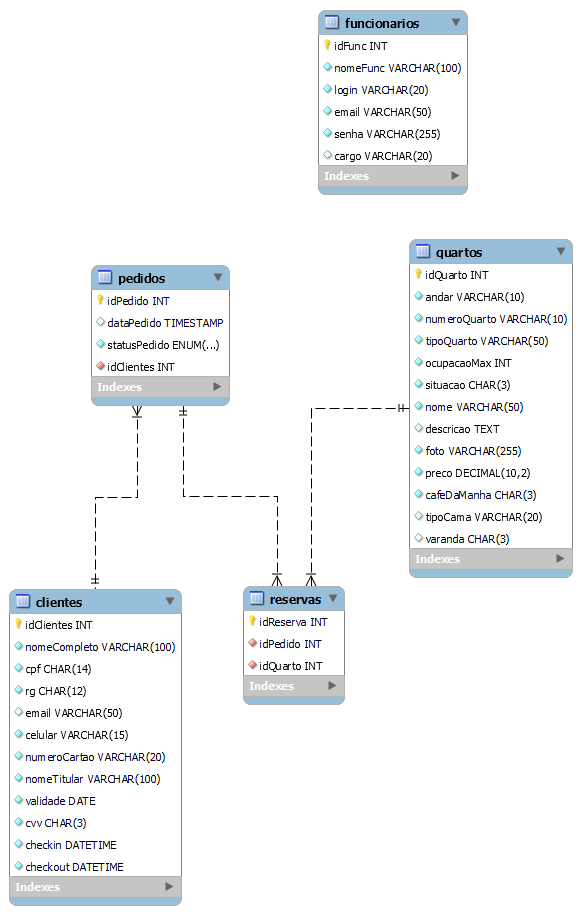 funcionarios
idFunc INT
nomeFunc VARCHAR(100)
login VARCHAR(20)
email VARCHAR(50)
senha VARCHAR(255)
cargo VARCHAR(20)
Indexes
quartos
idQuarto INT
andar VARCHAR(10)
numeroQuarto VARCHAR(10)
tipoQuarto VARCHAR(50)
ocupacaoMax INT
situacao CHAR(3)
nome VARCHAR(50)
descricao TEXT
foto VARCHAR(255)
preco DECIMAL(10,2)
cafeDaManha CHAR(3)
tipoCama VARCHAR(20)
varanda CHAR(3)
Indexes
pedidos
idPedido INT
dataPedido TIMESTAMP
statusPedido ENUM(...)
idClientes INT
Indexes
clientes
idClientes INT
nomeCompleto VARCHAR(100)
cpf CHAR(14)
rg CHAR(12)
email VARCHAR(50)
celular VARCHAR(15)
numeroCartao VARCHAR(20)
nomeTitular VARCHAR(100)
validade DATE
cvv CHAR(3)
checkin DATETIME
checkout DATETIME
Indexes
reservas
idReserva INT
idPedido INT
idQuarto INT
Indexes